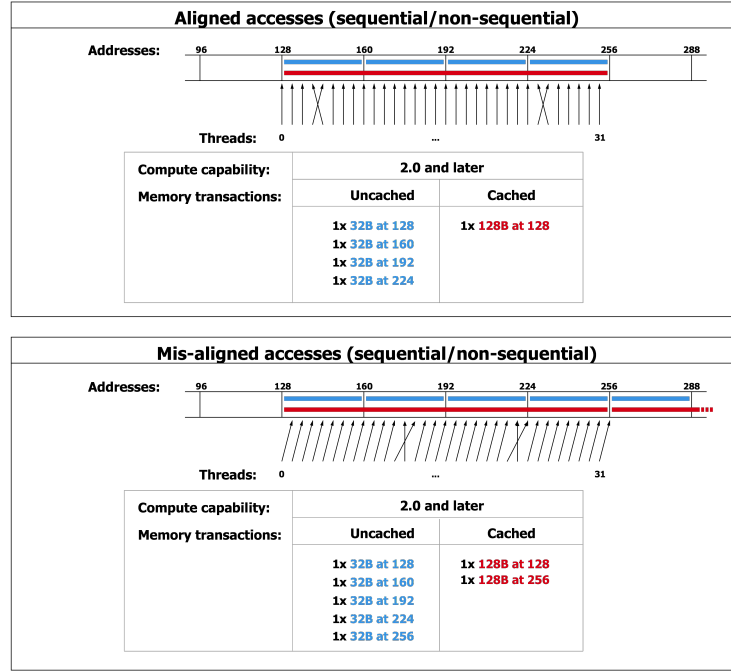 Aligned accesses (sequential/non-sequential)
Addresses: 96 128 160 192 224 256 288
Threads: 0 ... 31
Compute capability: 2.0 and later
Memory transactions: Uncached Cached
1x 32B at 128 1x 128B at 128
1x 32B at 160
1x 32B at 192
1x 32B at 224
Mis-aligned accesses (sequential/non-sequential)
Addresses: 96 128 160 192 224 256 288
Threads: 0 ... 31
Compute capability: 2.0 and later
Memory transactions: Uncached Cached
1x 32B at 128 1x 128B at 128
1x 32B at 160 1x 128B at 256
1x 32B at 192
1x 32B at 224
1x 32B at 256